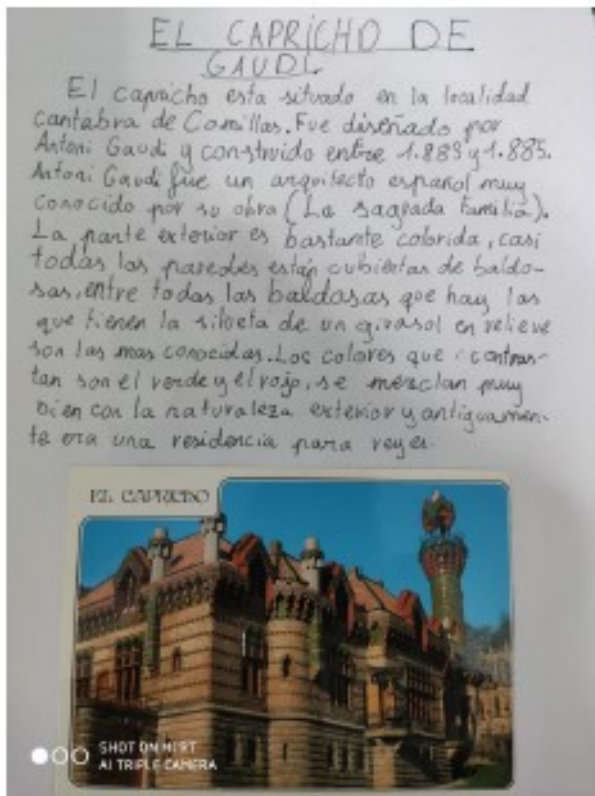 EL CAPRICHO DE
GAUDI
El capricho esta situado en la localidad
cantabra de Comillas. Fue diseñado por
Antoni Gaudi y construido entre 1.883 y 1.885.
Antoni Gaudi fue un arquitecto español muy
conocido por su obra (La sagrada Familia).
La parte exterior es bastante colorida, casi
todas las paredes están cubiertas de baldo-
sas, entre todas las baldosas que hay las
que tienen la silueta de un girasol en relieve
son las mas conocidas. Los colores que contras-
tan son el verde y el rojo, se mezclan muy
bien con la naturaleza exterior y antiguamen-
te era una residencia para reyes.
EL CAPRICHO
SHOT ON MI 9T
AI TRIPLE CAMERA